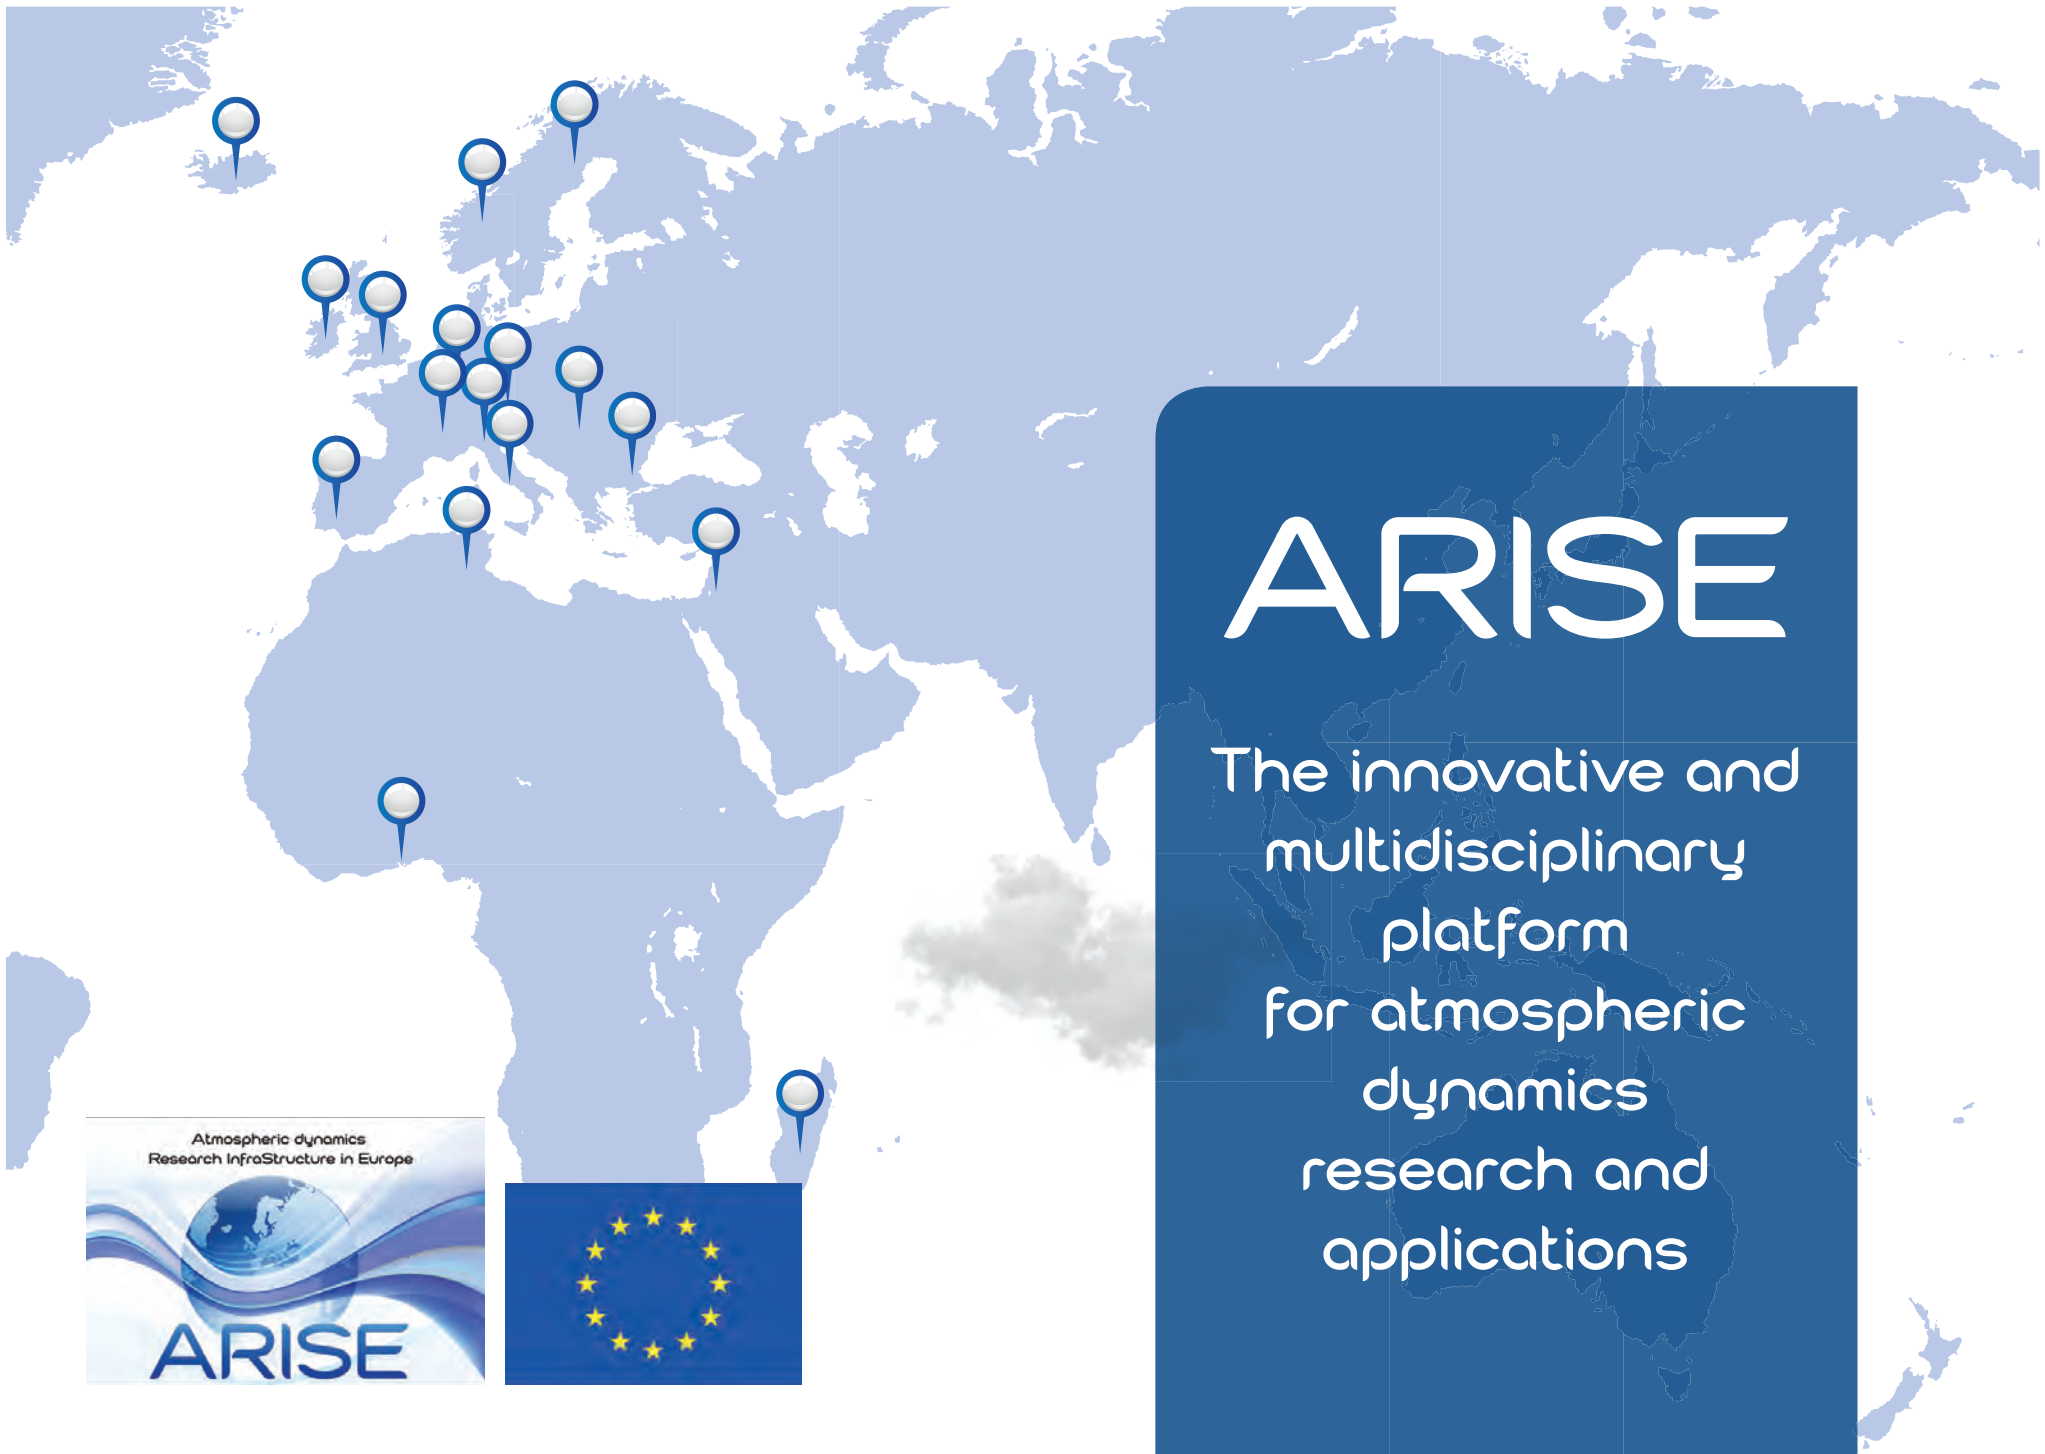 ARISE
The innovative and
multidisciplinary
platform
for atmospheric
dynamics
research and
applications
Atmospheric dynamics
Research InfraStructure in Europe
ARISE